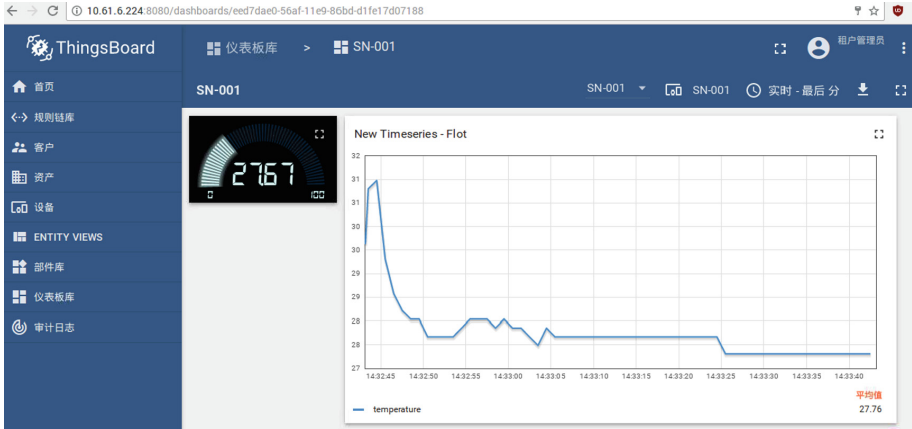 10.61.6.224:8080/dashboards/eed7dae0-56af-11e9-86bd-d1fe17d07188
ThingsBoard
仪表板库 > SN-001
租户管理员
SN-001
SN-001
SN-001
实时 - 最后 分
首页
规则链库
客户
资产
设备
ENTITY VIEWS
部件库
仪表板库
审计日志
27.67
0 100
New Timeseries - Flot
32
31
31
30
30
29
29
28
28
27
14:32:45 14:32:50 14:32:55 14:33:00 14:33:05 14:33:10 14:33:15 14:33:20 14:33:25 14:33:30 14:33:35 14:33:40
平均值
temperature 27.76